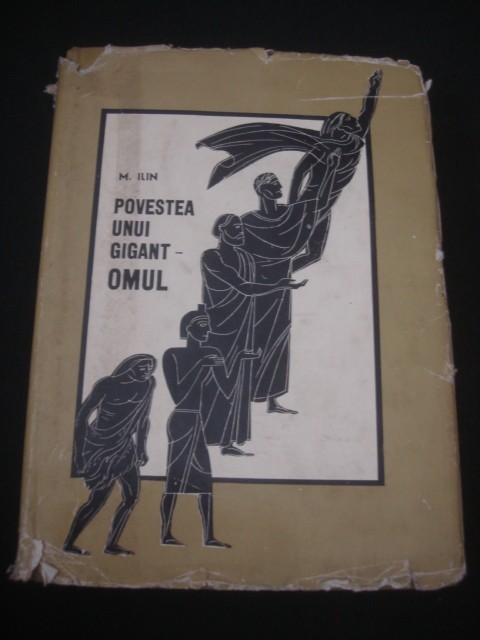 M. ILIN
POVESTEA
UNUI
GIGANT -
OMUL